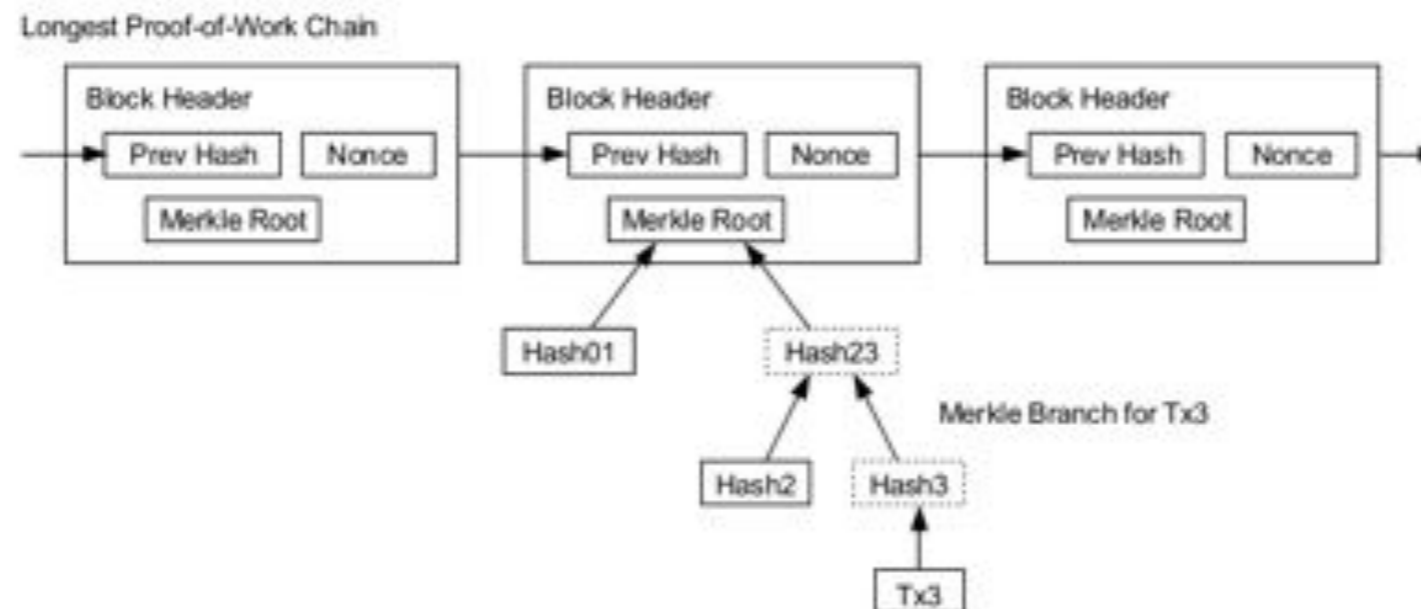 Longest Proof-of-Work Chain
Block Header Block Header Block Header
Prev Hash Nonce Prev Hash Nonce Prev Hash Nonce
Merkle Root Merkle Root Merkle Root
Hash01 Hash23
Merkle Branch for Tx3
Hash2 Hash3
Tx3